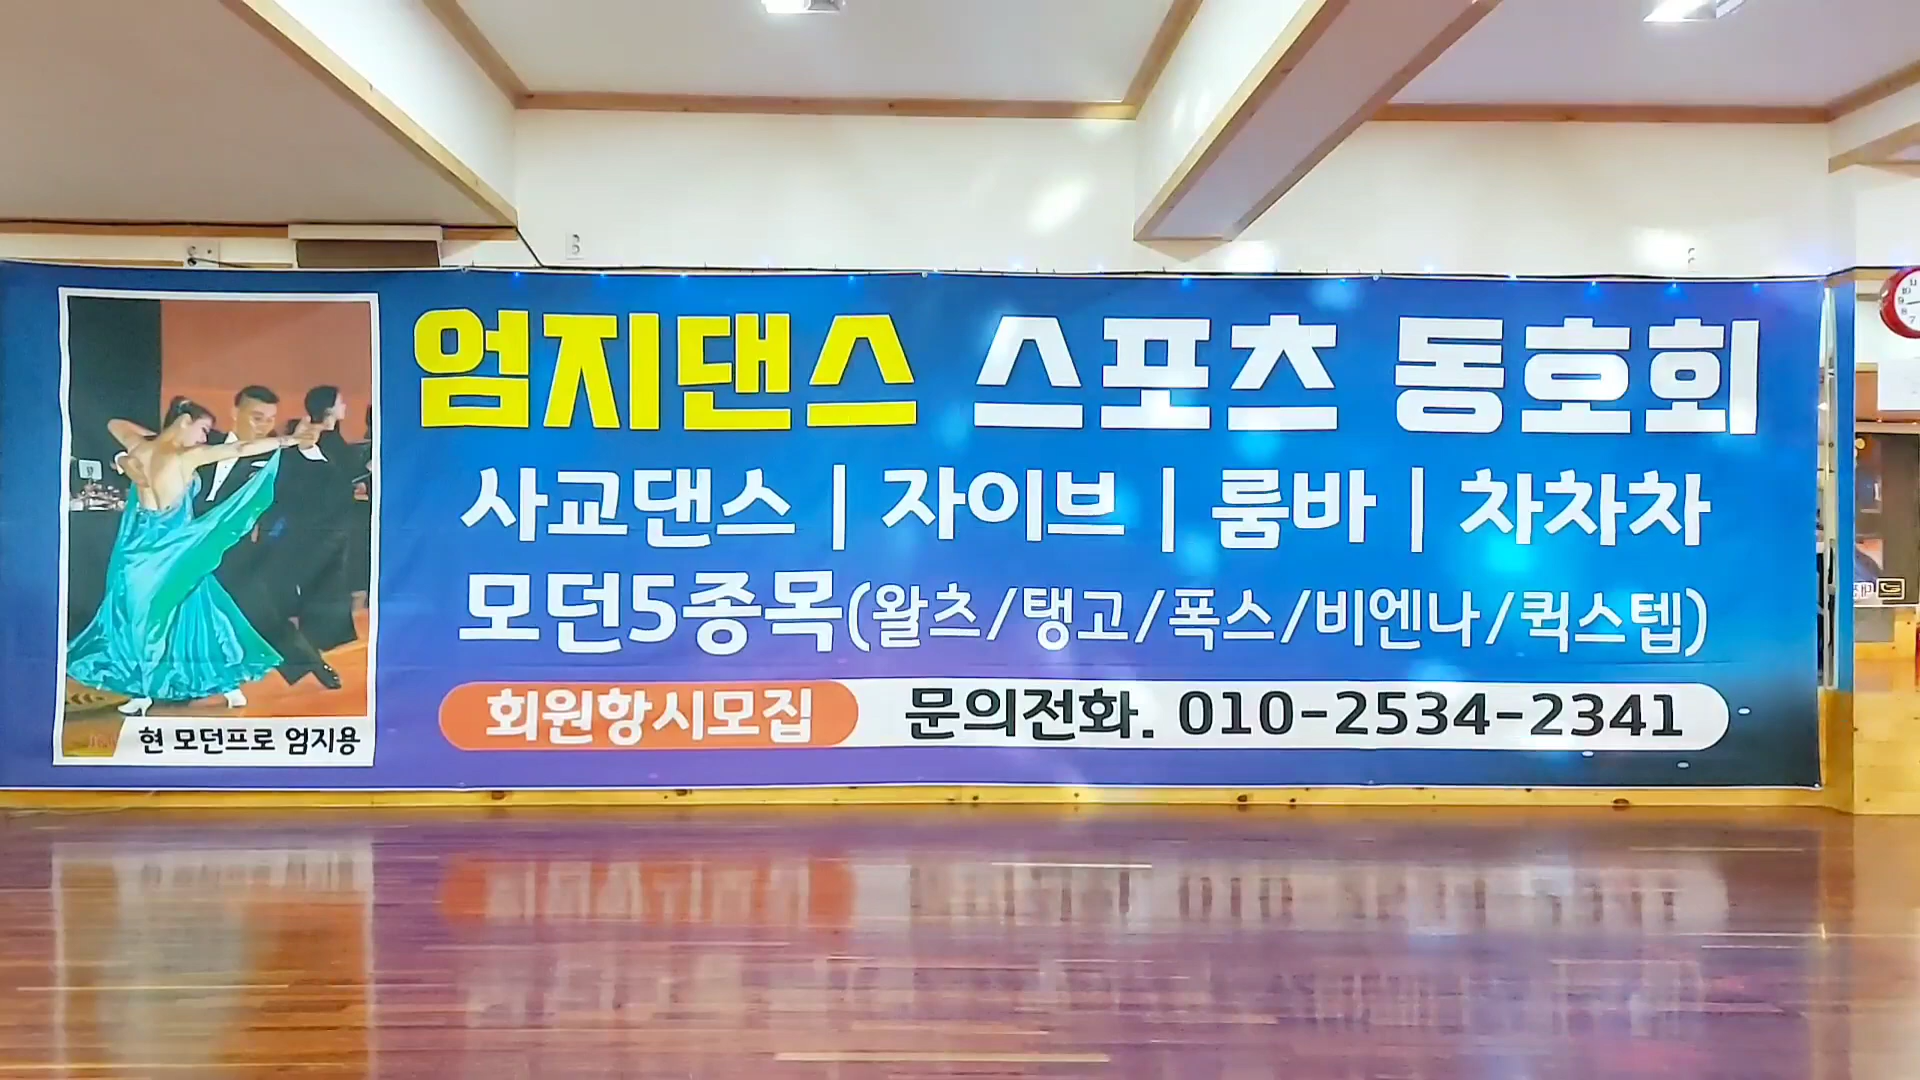 엄지댄스 스포츠 동호회
사교댄스 | 자이브 | 룸바 | 차차차
모던5종목(왈츠/탱고/폭스/비엔나/퀵스텝)
회원항시모집 문의전화. 010-2534-2341
현 모던프로 엄지용